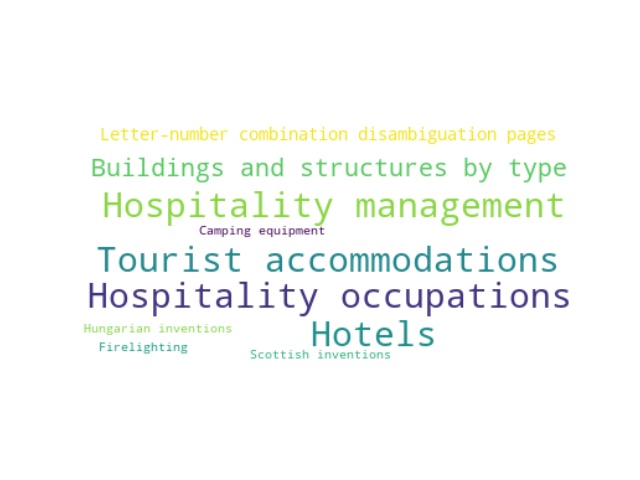 Letter-number combination disambiguation pages
Buildings and structures by type
Hospitality management
Camping equipment
Tourist accommodations
Hospitality occupations
Hungarian inventions
Hotels
Firelighting
Scottish inventions